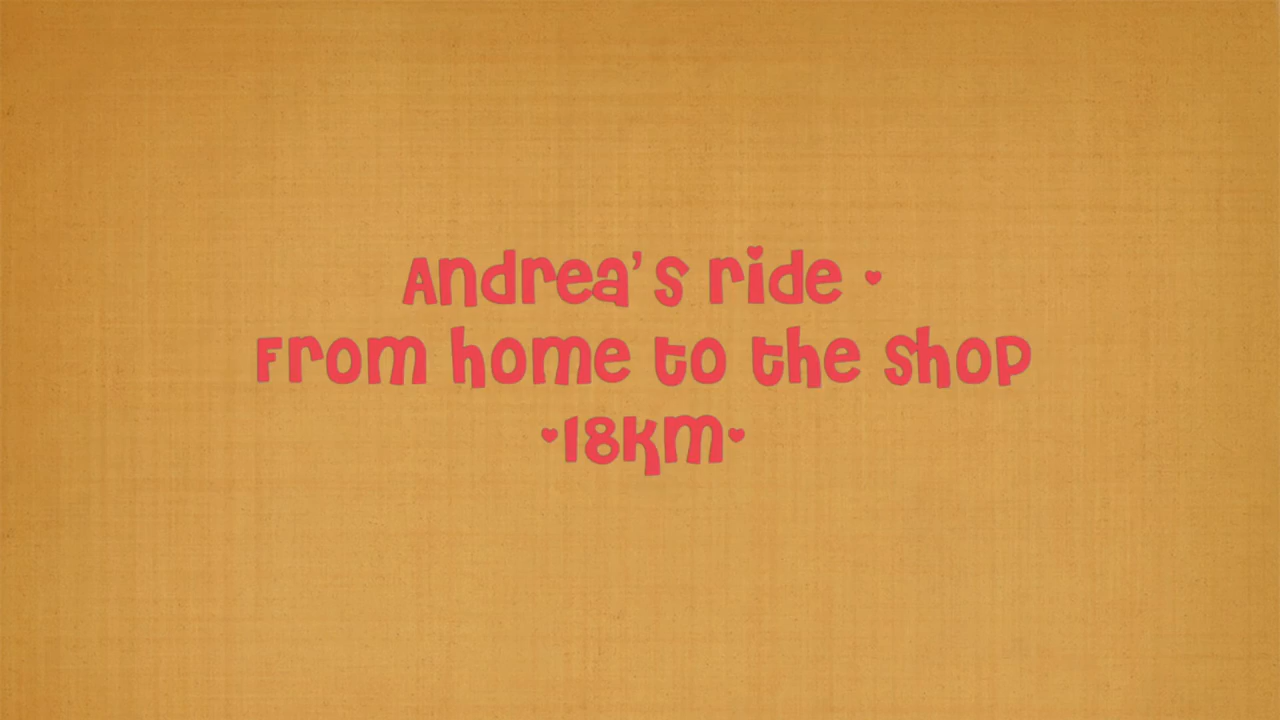 Andrea's ride •
From home to the shop
•18km•